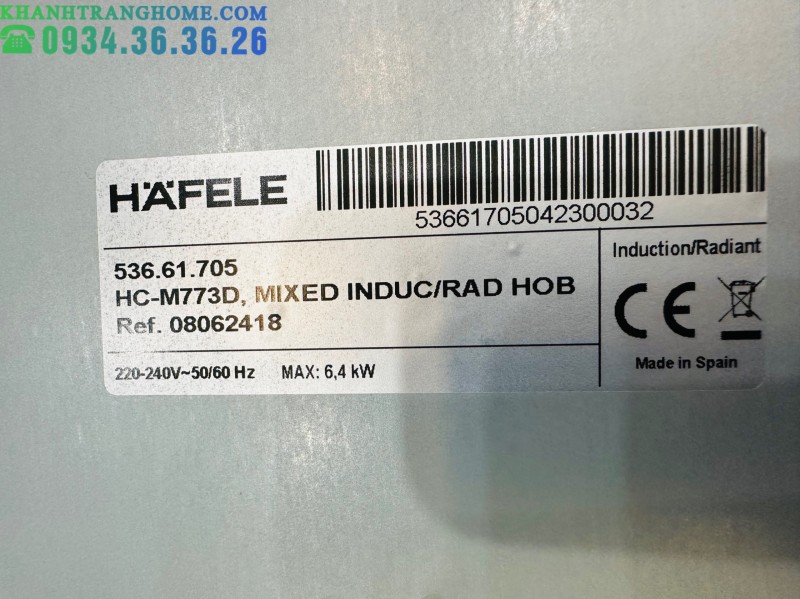 KHANHTRANGHOME.COM
0934.36.36.26
HÄFELE
53661705042300032
536.61.705
HC-M773D, MIXED INDUC/RAD HOB
Ref. 08062418
220-240V~50/60 Hz MAX: 6,4 kW
Induction/Radiant
CE
Made in Spain